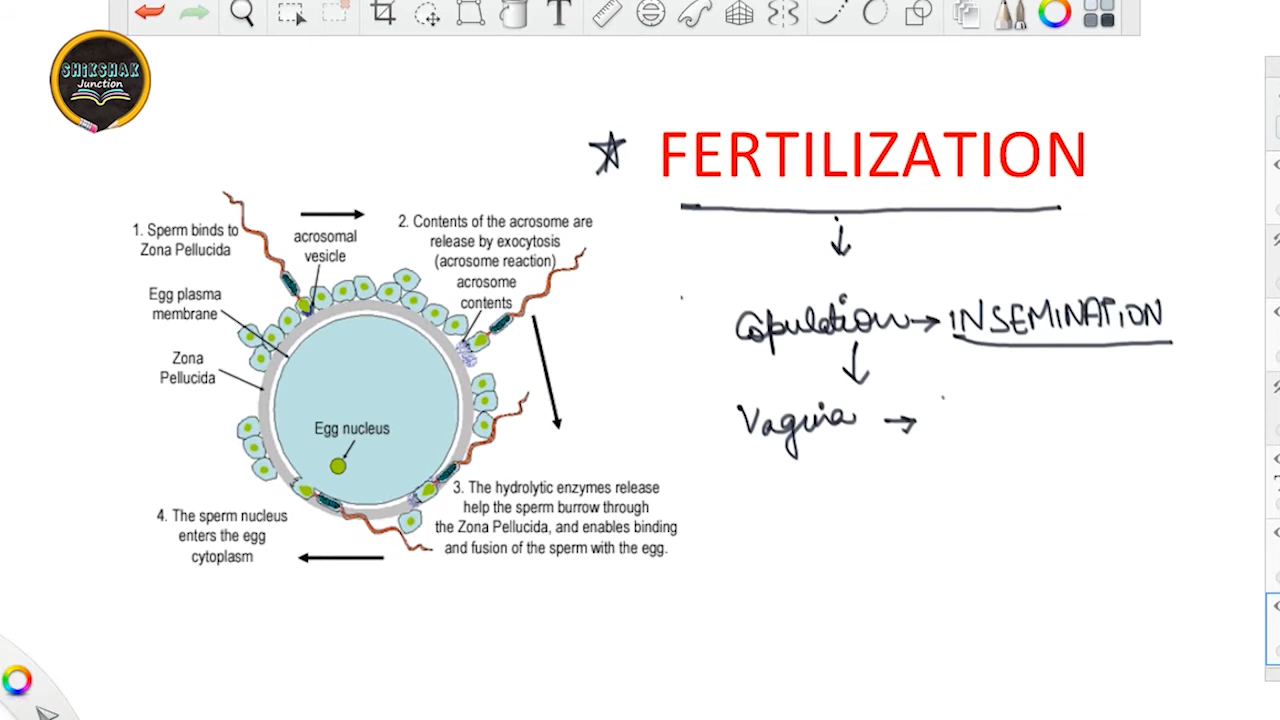 SHiKSHAK
Junction
FERTILIZATION
1. Sperm binds to
Zona Pellucida
acrosomal
vesicle
2. Contents of the acrosome are
release by exocytosis
(acrosome reaction)
acrosome
contents
Egg plasma
membrane
Zona
Pellucida
Egg nucleus
3. The hydrolytic enzymes release
help the sperm burrow through
the Zona Pellucida, and enables binding
and fusion of the sperm with the egg.
4. The sperm nucleus
enters the egg
cytoplasm
Copulation → INSEMINATION
Vagina →